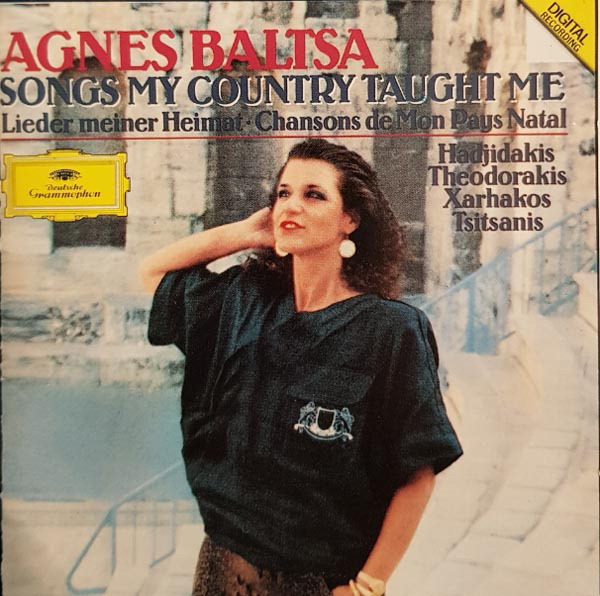 AGNES BALTSA
SONGS MY COUNTRY TAUGHT ME
Lieder meiner Heimat · Chansons de Mon Pays Natal
Deutsche
Grammophon
Hadjidakis
Theodorakis
Xarhakos
Tsitsanis
DIGITAL
RECORDING